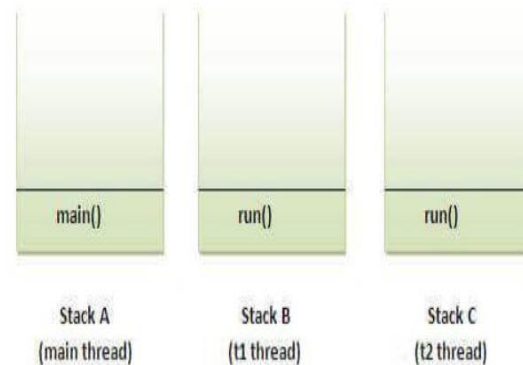 main()
run()
run()
Stack A
(main thread)
Stack B
(t1 thread)
Stack C
(t2 thread)